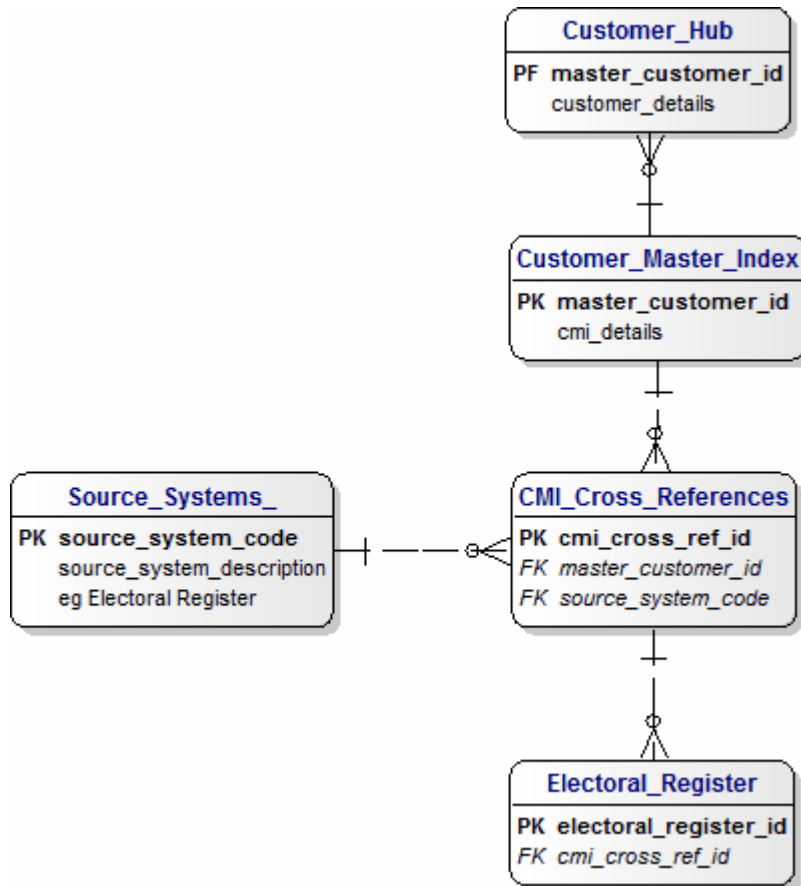 Customer_Hub
PF master_customer_id
customer_details
Customer_Master_Index
PK master_customer_id
cmi_details
Source_Systems_
PK source_system_code
source_system_description
eg Electoral Register
CMI_Cross_References
PK cmi_cross_ref_id
FK master_customer_id
FK source_system_code
Electoral_Register
PK electoral_register_id
FK cmi_cross_ref_id